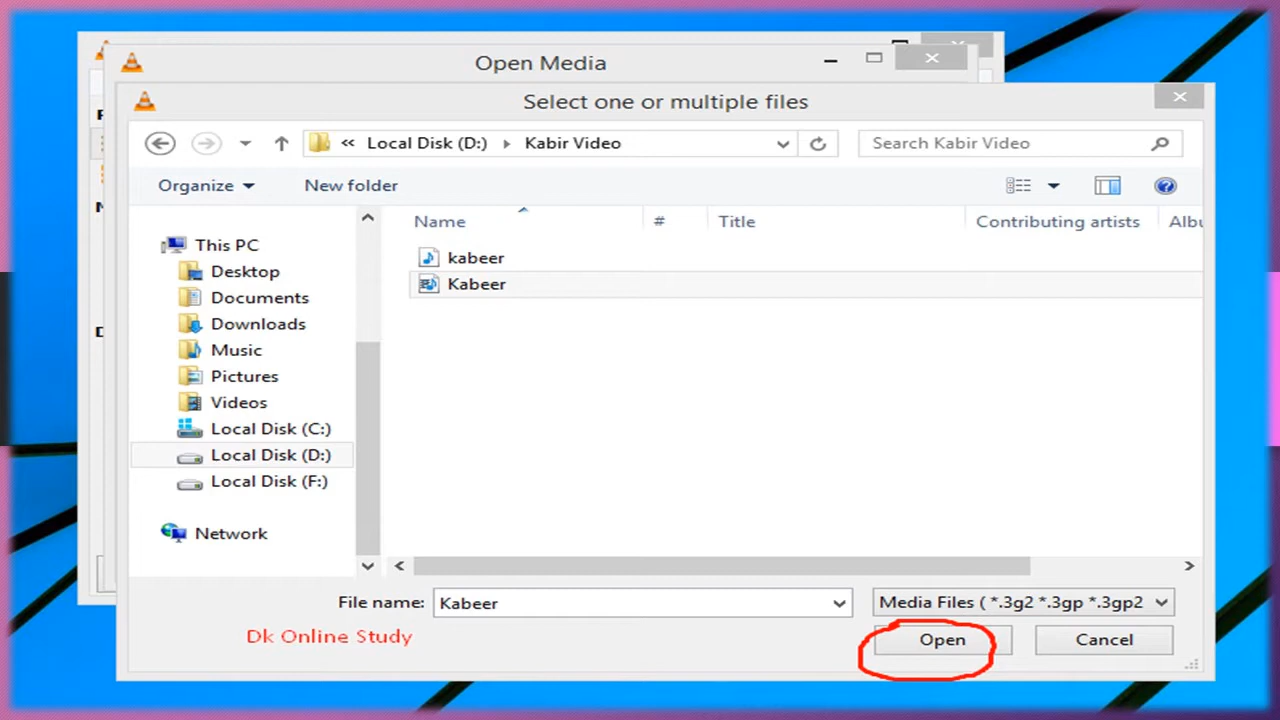 Open Media
Select one or multiple files
« Local Disk (D:) Kabir Video
Search Kabir Video
Organize
New folder
Name
#
Title
Contributing artists
Albu
This PC
Desktop
Documents
Downloads
Music
Pictures
Videos
Local Disk (C:)
Local Disk (D:)
Local Disk (F:)
Network
kabeer
Kabeer
File name: Kabeer
Media Files ( *.3g2 *.3gp *.3gp2
Dk Online Study
Open
Cancel